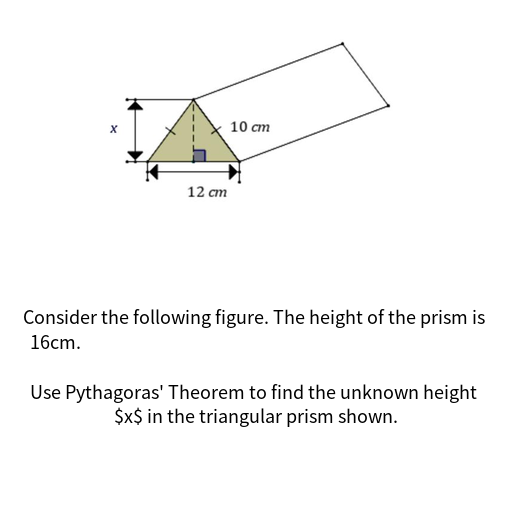 x
10 cm
12 cm
Consider the following figure. The height of the prism is
16cm.
Use Pythagoras' Theorem to find the unknown height
$x$ in the triangular prism shown.